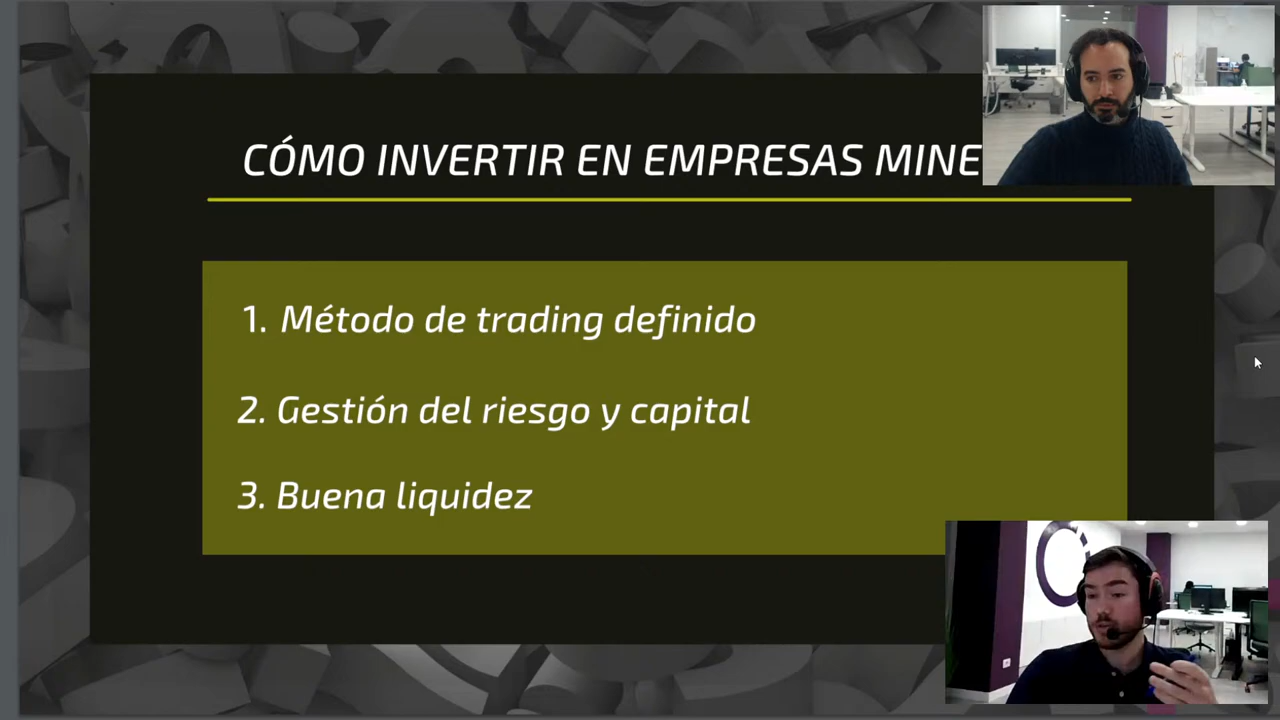 CÓMO INVERTIR EN EMPRESAS MINE
1. Método de trading definido
2. Gestión del riesgo y capital
3. Buena liquidez